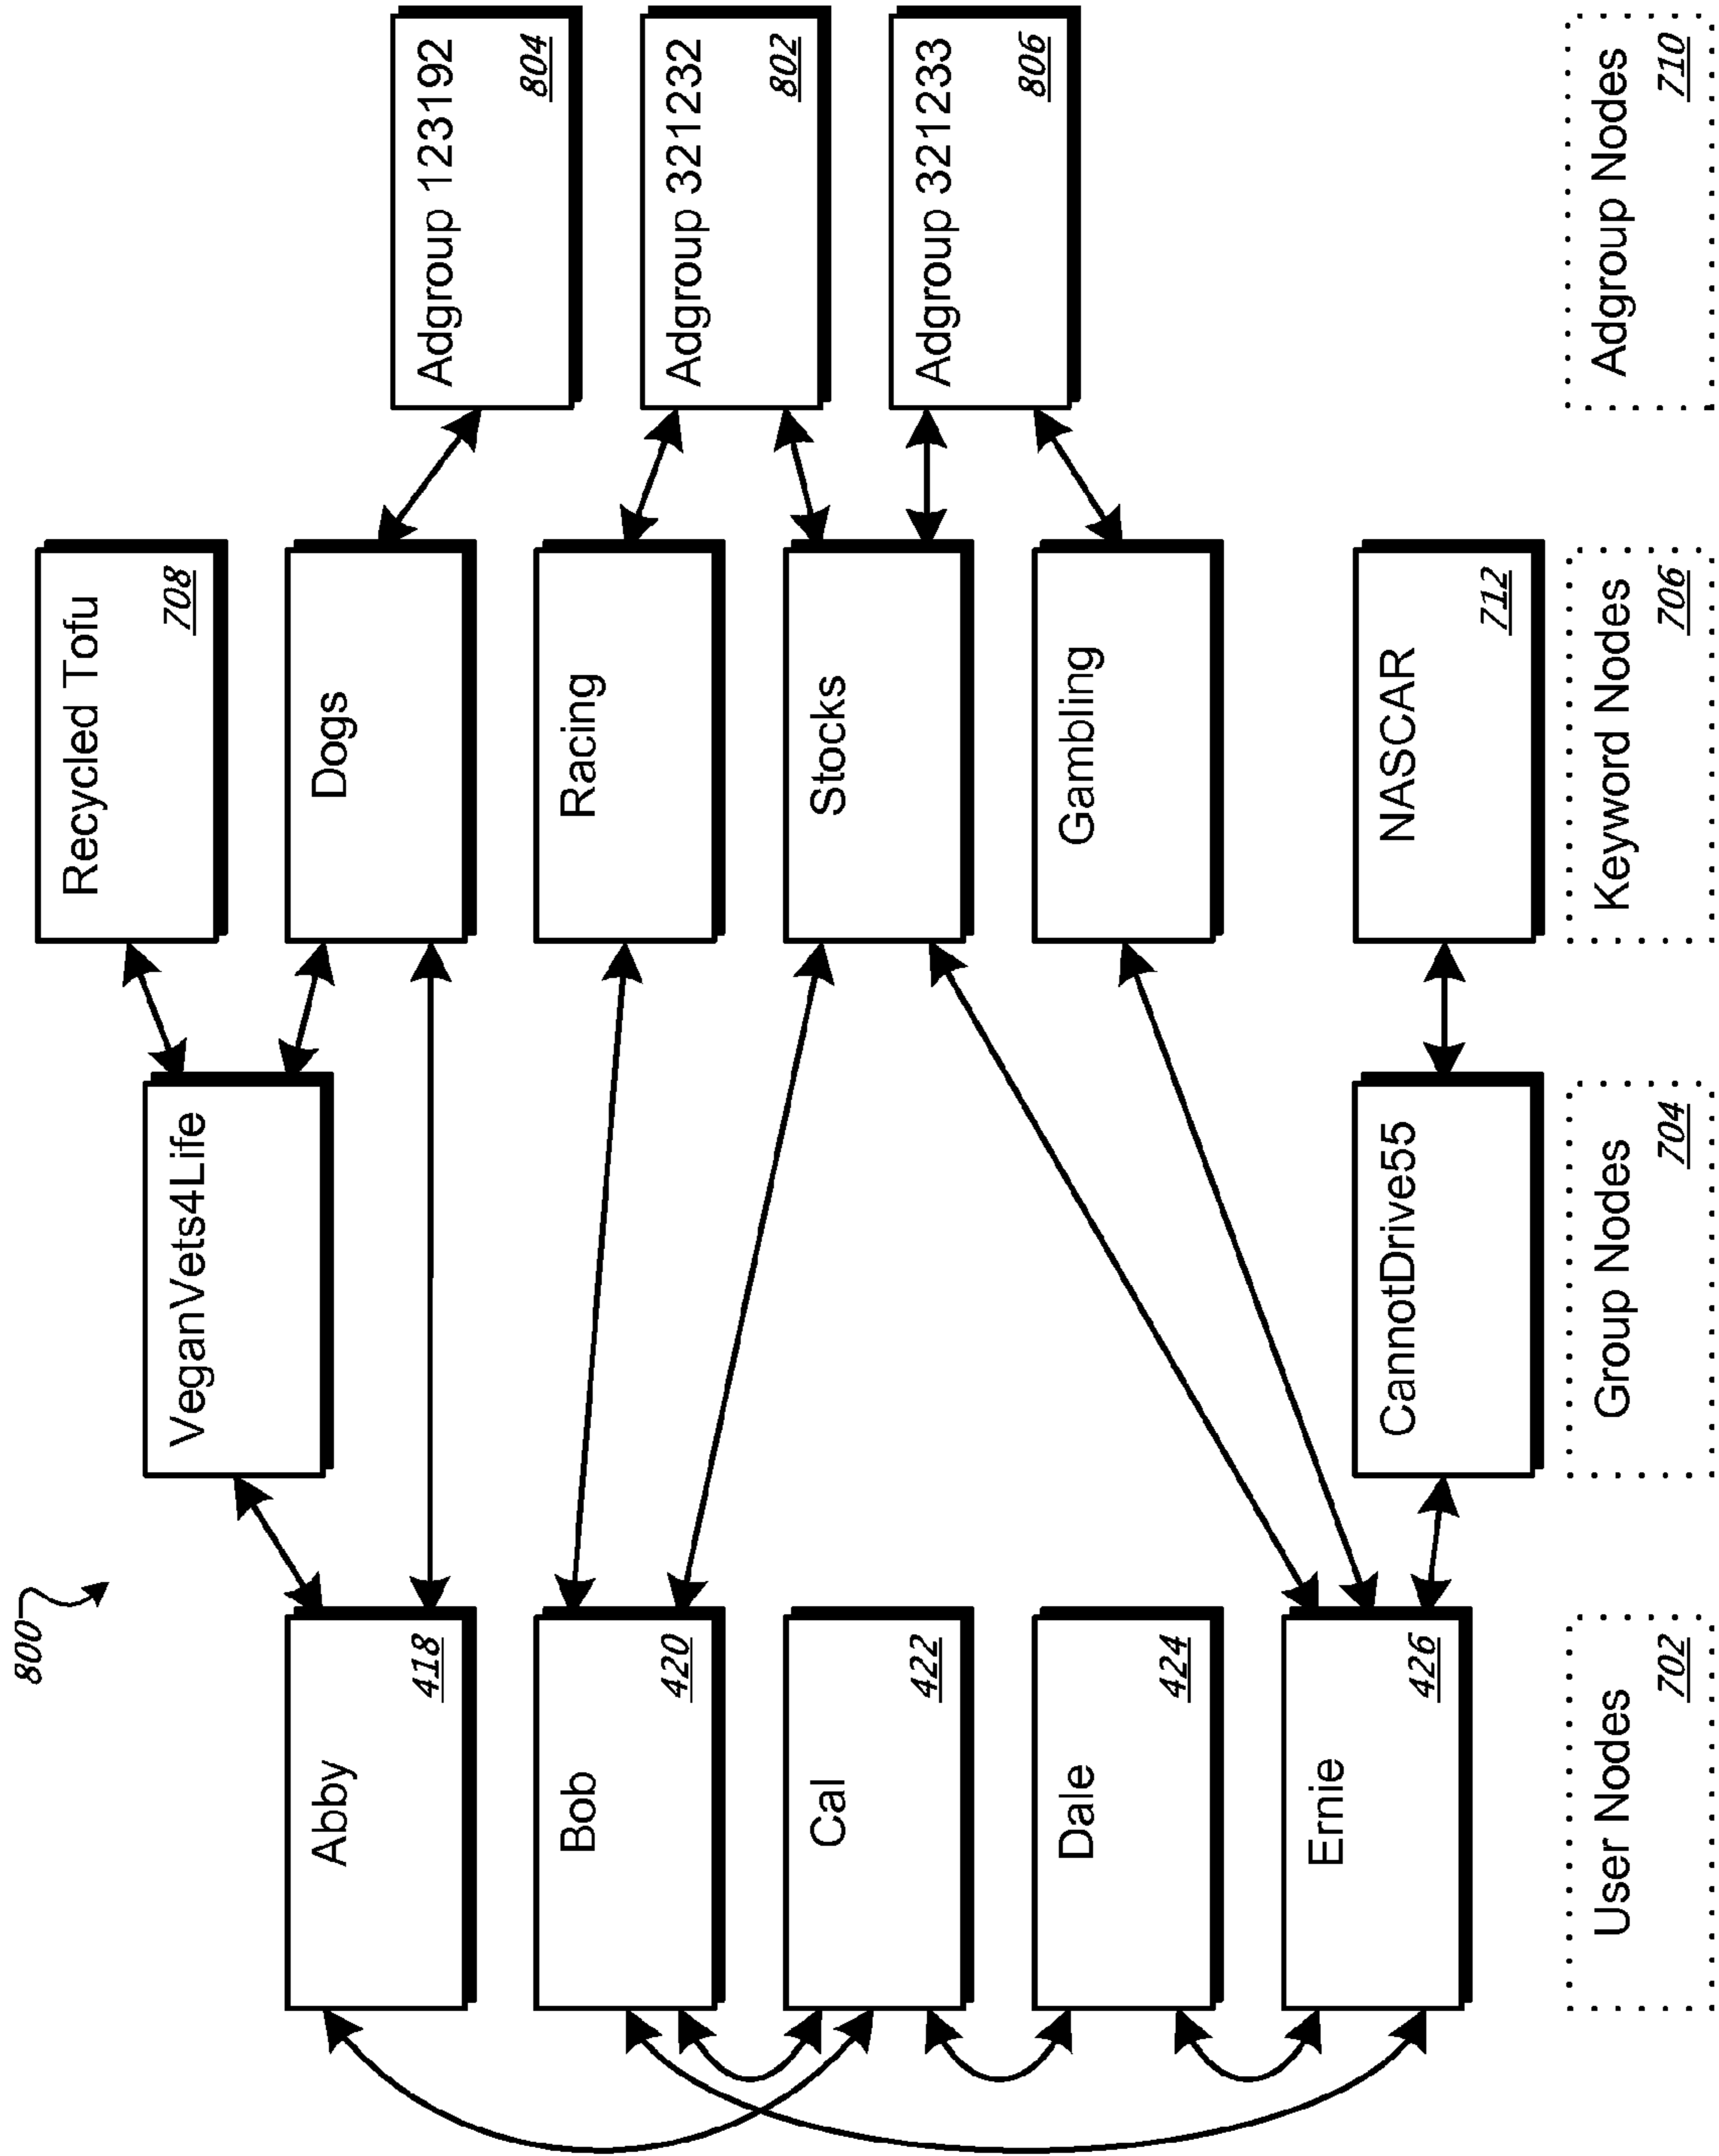 800
Abby
418
Bob
420
Cal
422
Dale
424
Ernie
426
User Nodes
702
VeganVets4Life
CannotDrive55
Group Nodes
704
Recycled Tofu
708
Dogs
Racing
Stocks
Gambling
NASCAR
712
Keyword Nodes
706
Adgroup 123192
804
Adgroup 321232
802
Adgroup 321233
806
Adgroup Nodes
710